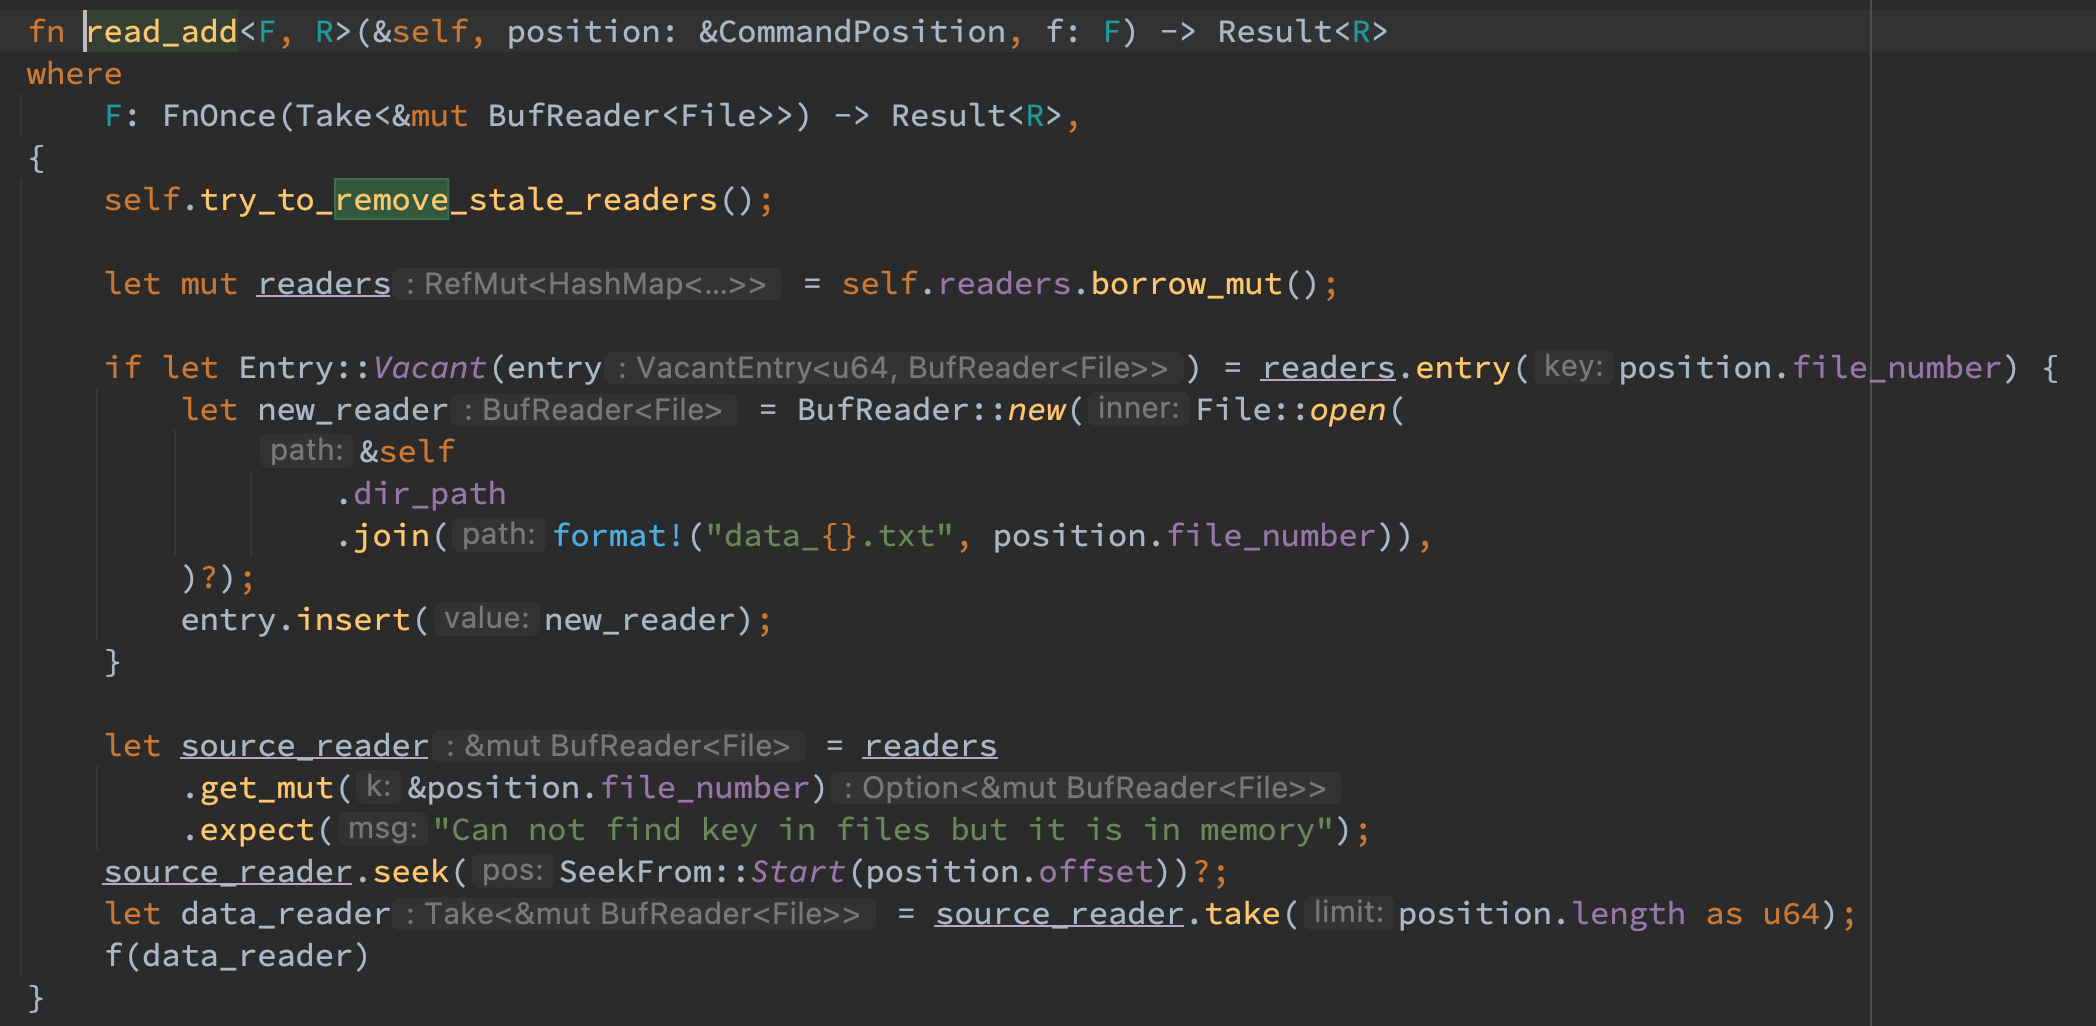 fn read_add<F, R>(&self, position: &CommandPosition, f: F) -> Result<R>
where
    F: FnOnce(Take<&mut BufReader<File>>) -> Result<R>,
{
    self.try_to_remove_stale_readers();

    let mut readers : RefMut<HashMap<…>> = self.readers.borrow_mut();

    if let Entry::Vacant(entry : VacantEntry<u64, BufReader<File>> ) = readers.entry( key: position.file_number) {
        let new_reader : BufReader<File> = BufReader::new( inner: File::open(
            path: &self
                .dir_path
                .join( path: format!("data_{}.txt", position.file_number)),
        )?);
        entry.insert( value: new_reader);
    }

    let source_reader : &mut BufReader<File> = readers
        .get_mut( k: &position.file_number) : Option<&mut BufReader<File>>
        .expect( msg: "Can not find key in files but it is in memory");
    source_reader.seek( pos: SeekFrom::Start(position.offset))?;
    let data_reader : Take<&mut BufReader<File>> = source_reader.take( limit: position.length as u64);
    f(data_reader)
}